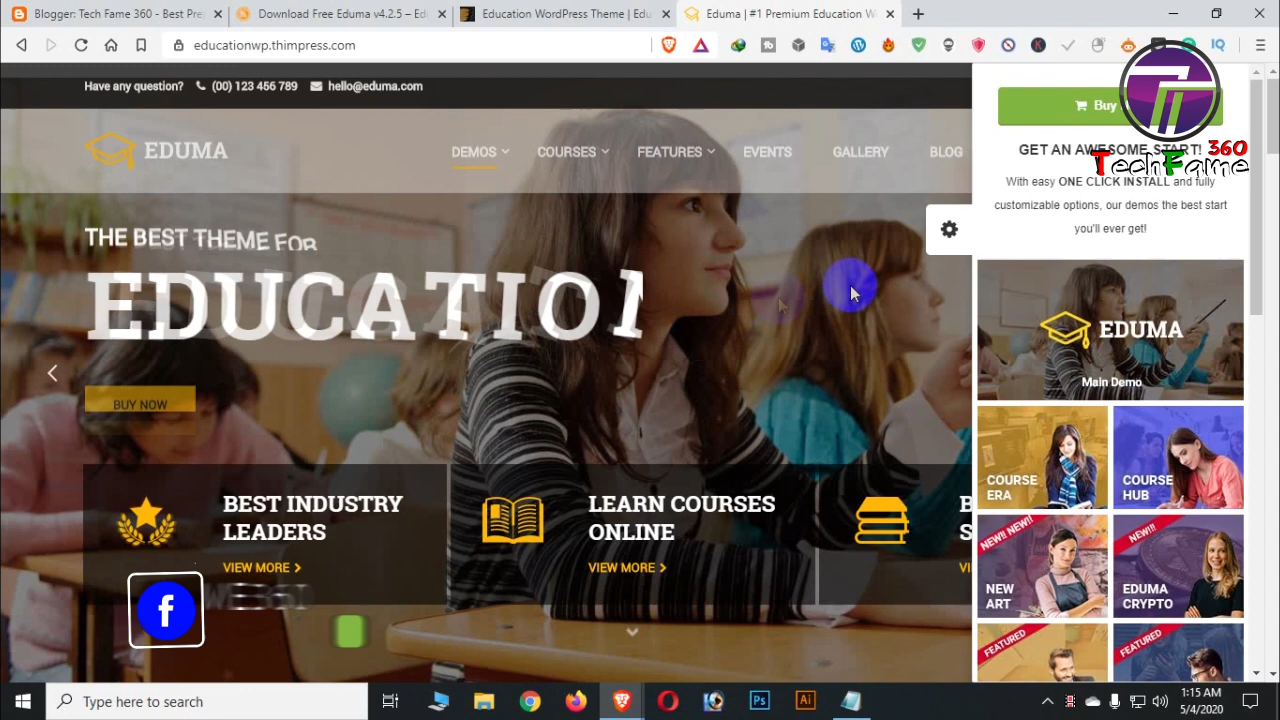 Blogger: Tech Fame 360 - Best Pre
Download Free Eduma v4.2.5 – Ed
Education WordPress Theme | Edu
Eduma | #1 Premium Education W
educationwp.thimpress.com
Have any question? (00) 123 456 789 hello@eduma.com
EDUMA
DEMOS COURSES FEATURES EVENTS GALLERY BLOG
THE BEST THEME FOR
EDUCATION
BUY NOW
BEST INDUSTRY
LEADERS
VIEW MORE
LEARN COURSES
ONLINE
VIEW MORE
B
S
VI
Buy
GET AN AWESOME START!
With easy ONE CLICK INSTALL and fully
customizable options, our demos the best start
you'll ever get!
TechFame 360
EDUMA
Main Demo
COURSE
ERA
COURSE
HUB
NEW!! NEW!!
NEW
ART
NEW!!!
EDUMA
CRYPTO
FEATURED
FEATURED
f
Type here to search
Ps
Ai
1:15 AM
5/4/2020